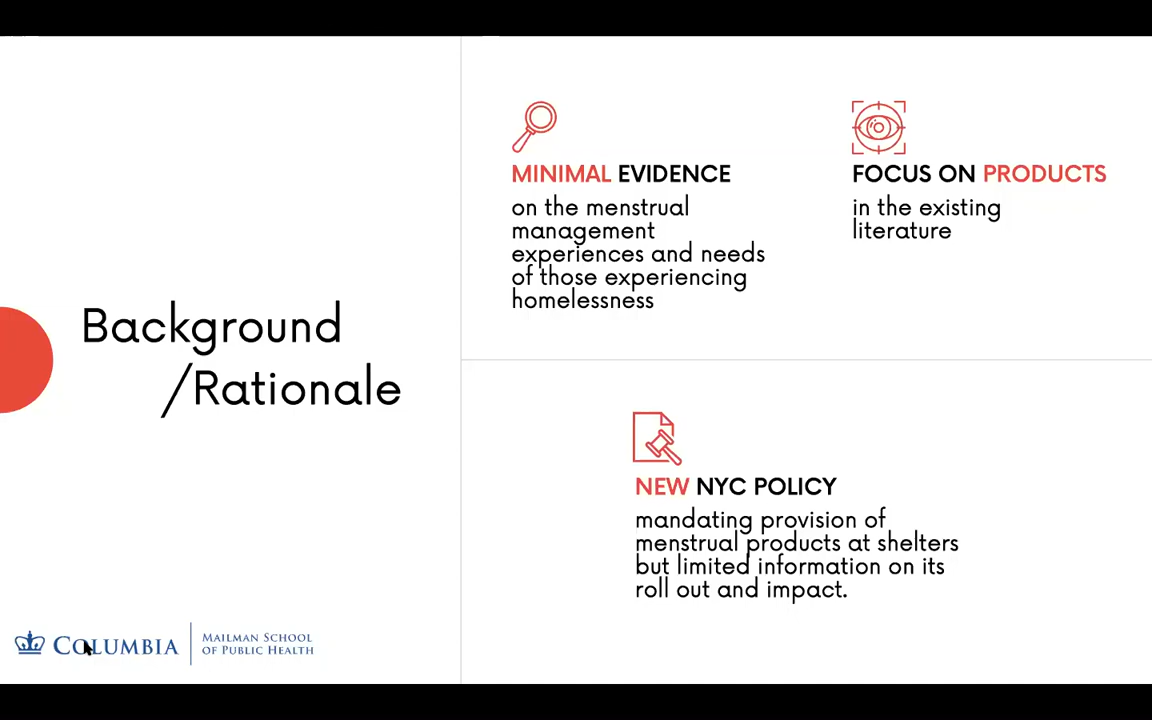 Background
/Rationale
MINIMAL EVIDENCE
on the menstrual
management
experiences and needs
of those experiencing
homelessness
FOCUS ON PRODUCTS
in the existing
literature
NEW NYC POLICY
mandating provision of
menstrual products at shelters
but limited information on its
roll out and impact.
COLUMBIA
MAILMAN SCHOOL
OF PUBLIC HEALTH